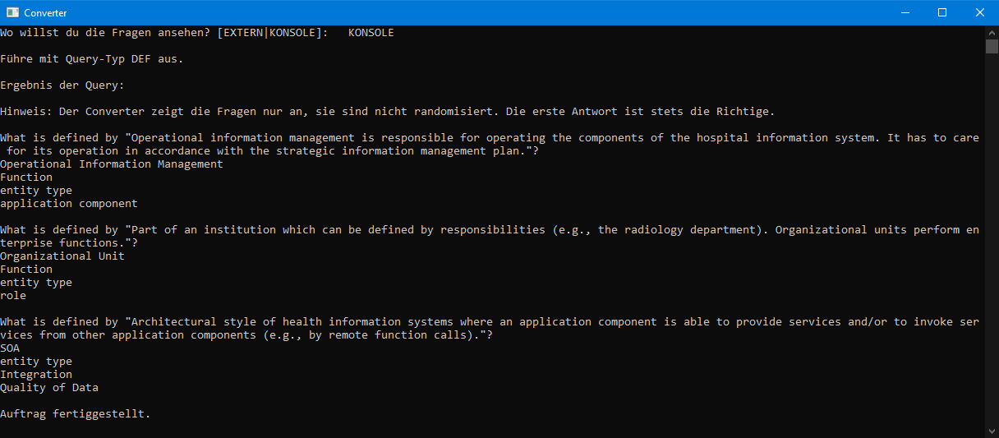 Converter
Wo willst du die Fragen ansehen? [EXTERN|KONSOLE]:   KONSOLE
Führe mit Query-Typ DEF aus.
Ergebnis der Query:
Hinweis: Der Converter zeigt die Fragen nur an, sie sind nicht randomisiert. Die erste Antwort ist stets die Richtige.
What is defined by "Operational information management is responsible for operating the components of the hospital information system. It has to care
 for its operation in accordance with the strategic information management plan."?
Operational Information Management
Function
entity type
application component
What is defined by "Part of an institution which can be defined by responsibilities (e.g., the radiology department). Organizational units perform en
terprise functions."?
Organizational Unit
Function
entity type
role
What is defined by "Architectural style of health information systems where an application component is able to provide services and/or to invoke ser
vices from other application components (e.g., by remote function calls)."?
SOA
entity type
Integration
Quality of Data
Auftrag fertiggestellt.